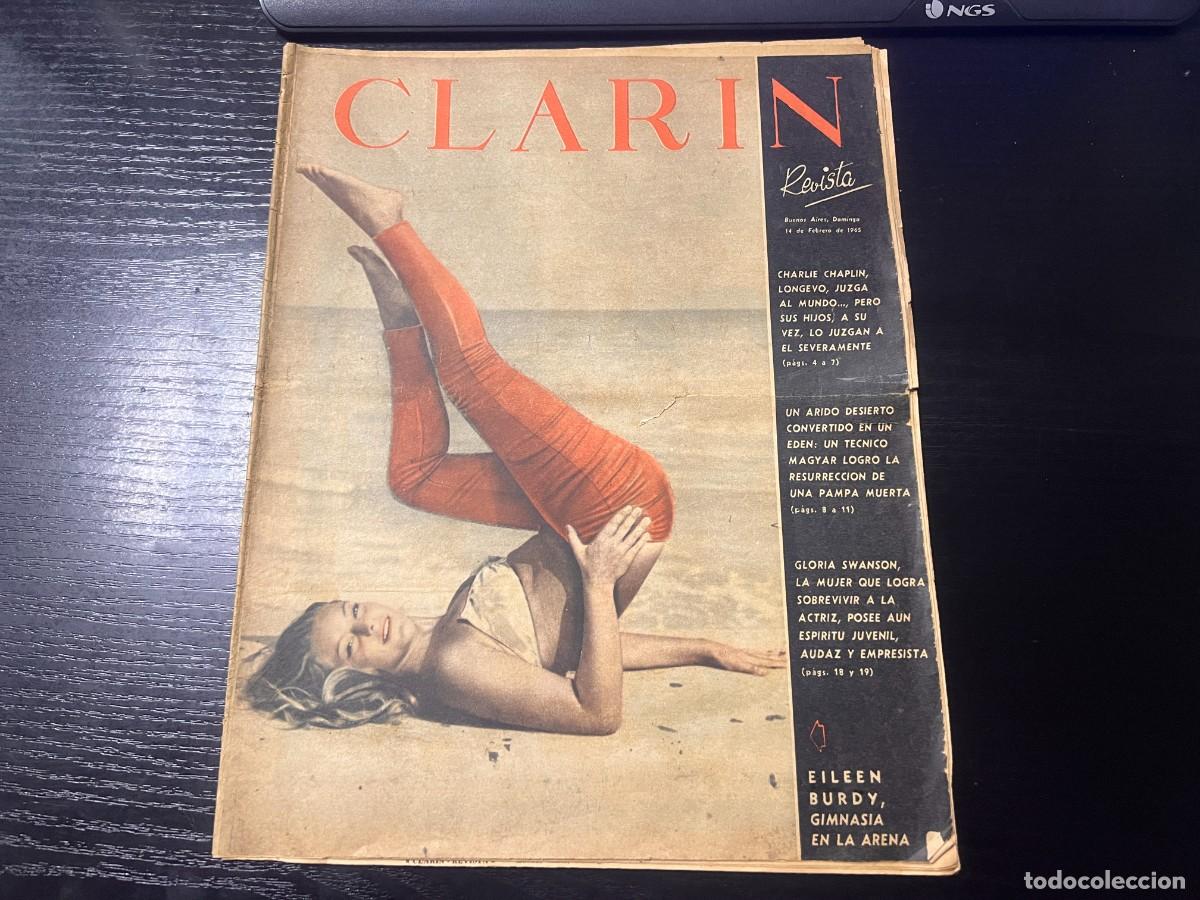 NGS
CLARIN
Revista
Buenos Aires, Domingo
14 de Febrero de 1965
CHARLIE CHAPLIN,
LONGEVO, JUZGA
AL MUNDO..., PERO
SUS HIJOS, A SU
VEZ, LO JUZGAN A
EL SEVERAMENTE
(págs. 4 a 7)
UN ARIDO DESIERTO
CONVERTIDO EN UN
EDEN: UN TECNICO
MAGYAR LOGRO LA
RESURRECCION DE
UNA PAMPA MUERTA
(págs. 8 a 11)
GLORIA SWANSON,
LA MUJER QUE LOGRA
SOBREVIVIR A LA
ACTRIZ, POSEE AUN
ESPIRITU JUVENIL,
AUDAZ Y EMPRESISTA
(págs. 18 y 19)
EILEEN
BURDY,
GIMNASIA
EN LA ARENA
CLARIN - REVISTA
todocoleccion